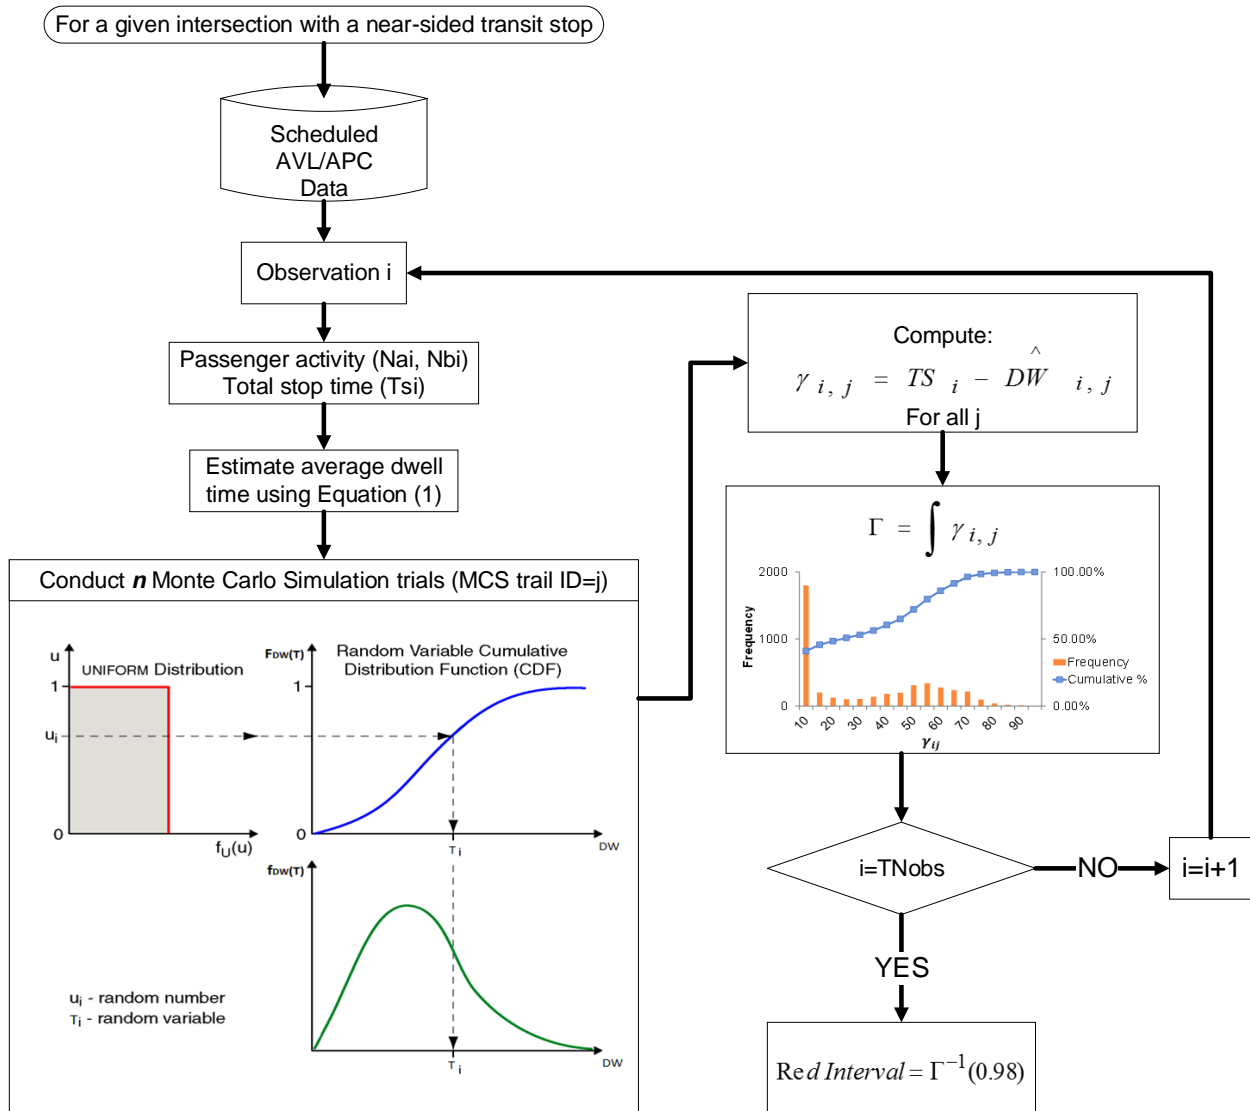 For a given intersection with a near-sided transit stop
Scheduled
AVL/APC
Data
Observation i
Passenger activity (Nai, Nbi)
Total stop time (Tsi)
Estimate average dwell
time using Equation (1)
Conduct n Monte Carlo Simulation trials (MCS trail ID=j)
u
UNIFORM Distribution
1
ui
0
fU(u)
FDW(T)
Random Variable Cumulative
Distribution Function (CDF)
1
0
Ti
DW
fDW(T)
ui - random number
Ti - random variable
Ti
DW
Compute:
γ i, j = TS i − DŴ i, j
For all j
Γ = ∫ γ i, j
2000
1000
0
Frequency
100.00%
50.00%
0.00%
Frequency
Cumulative %
10
20
30
40
50
60
70
80
90
γij
i=TNobs
NO
i=i+1
YES
Red Interval = Γ⁻¹(0.98)